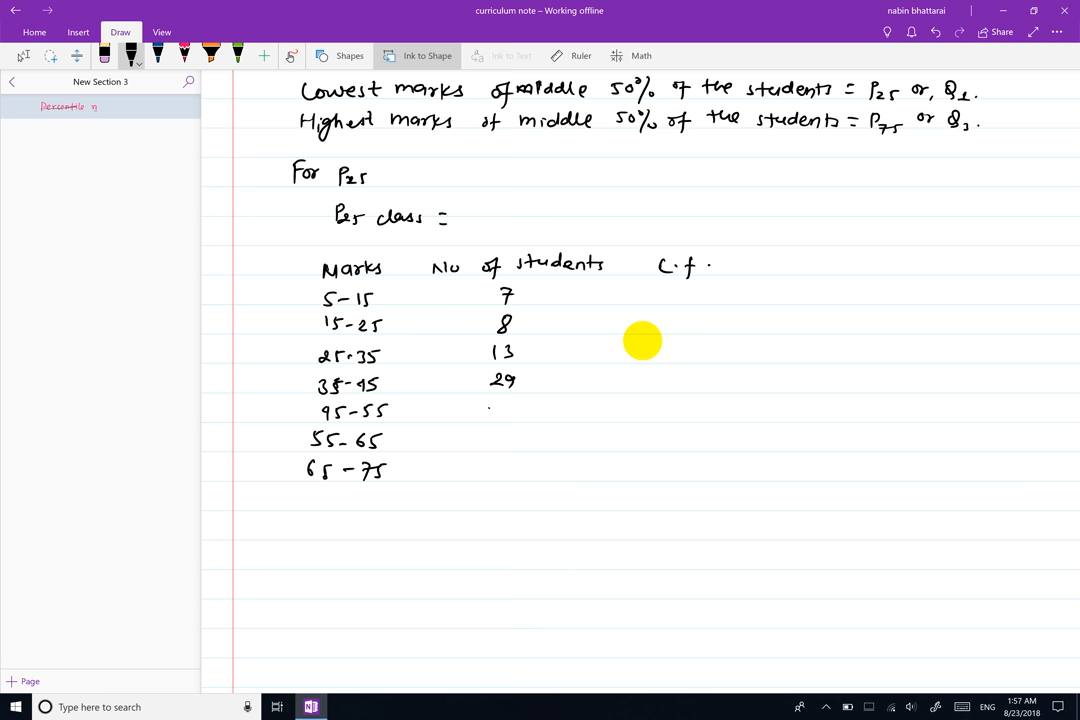 curriculum note – Working offline
nabin bhattarai
Home Insert Draw View
Share
Shapes Ink to Shape Ink to Text Ruler Math
New Section 3
Percentile
Lowest marks of middle 50% of the students = P25 or, Q1.
Highest marks of middle 50% of the students = P75 or Q3.
For P25
P25 class =
Marks No of students C.f.
5-15 7
15-25 8
25-35 13
35-45 29
45-55
55-65
65-75
+ Page
Type here to search
ENG
1:57 AM
8/23/2018